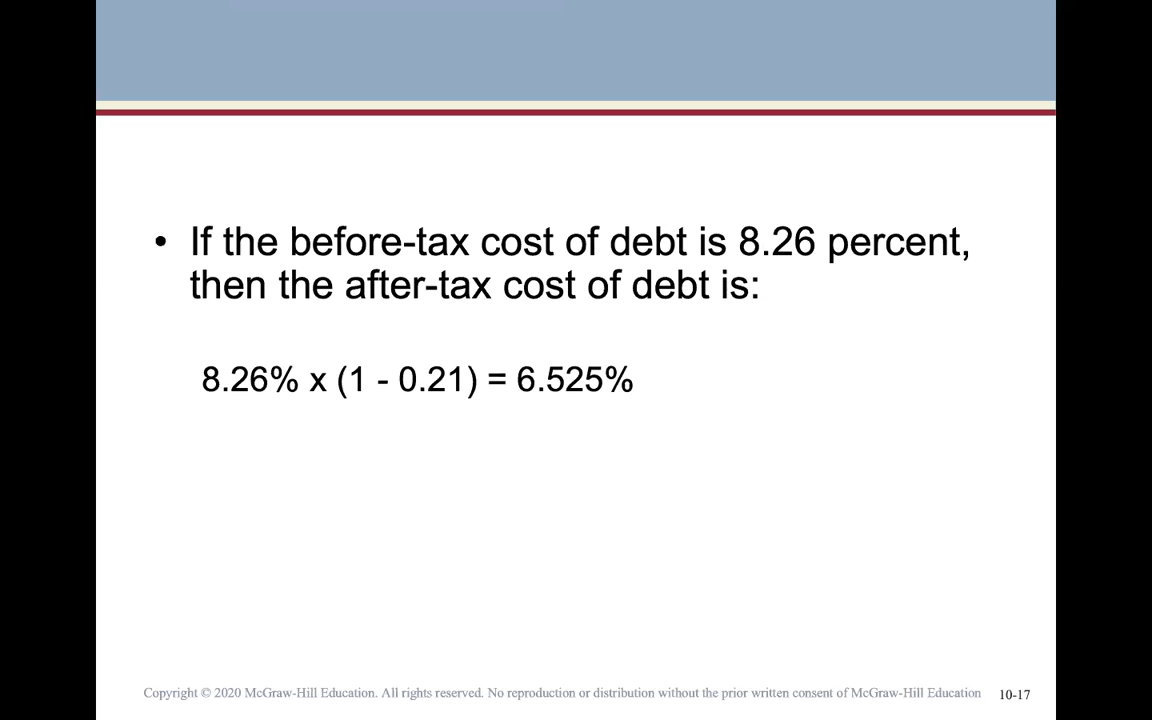 • If the before-tax cost of debt is 8.26 percent,
then the after-tax cost of debt is:
8.26% x (1 - 0.21) = 6.525%
Copyright © 2020 McGraw-Hill Education. All rights reserved. No reproduction or distribution without the prior written consent of McGraw-Hill Education 10-17